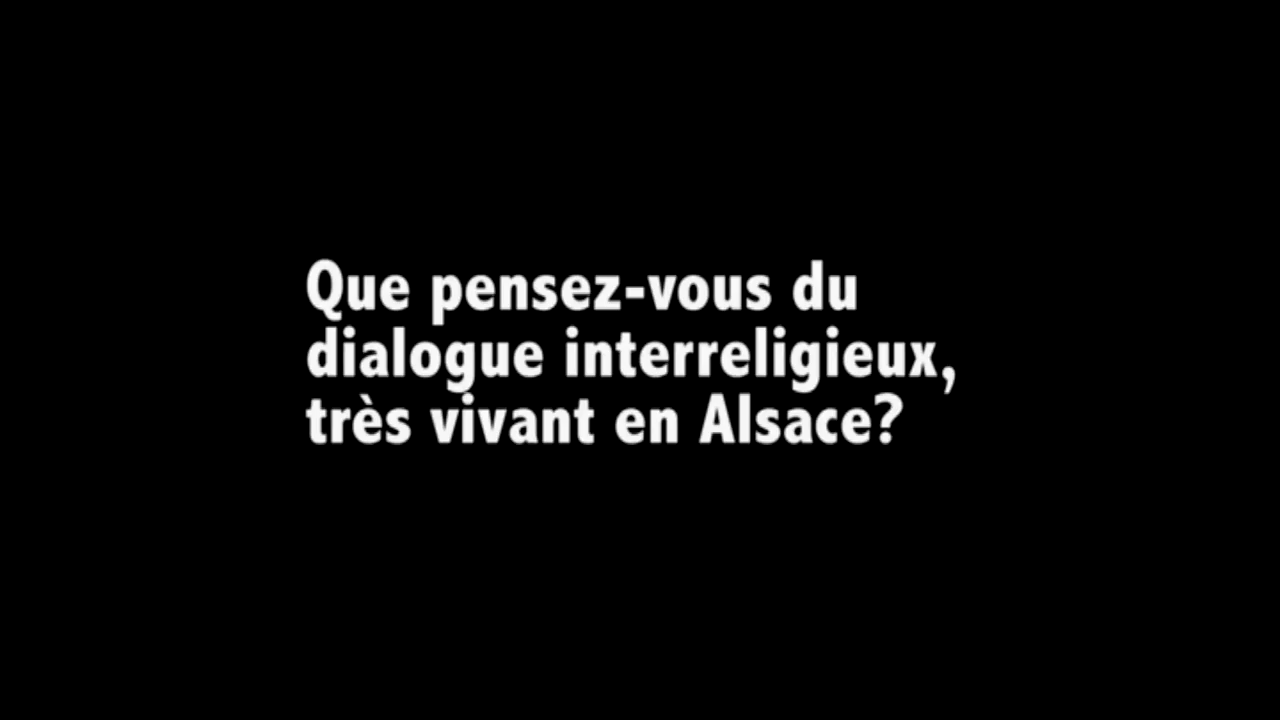 Que pensez-vous du
dialogue interreligieux,
très vivant en Alsace?